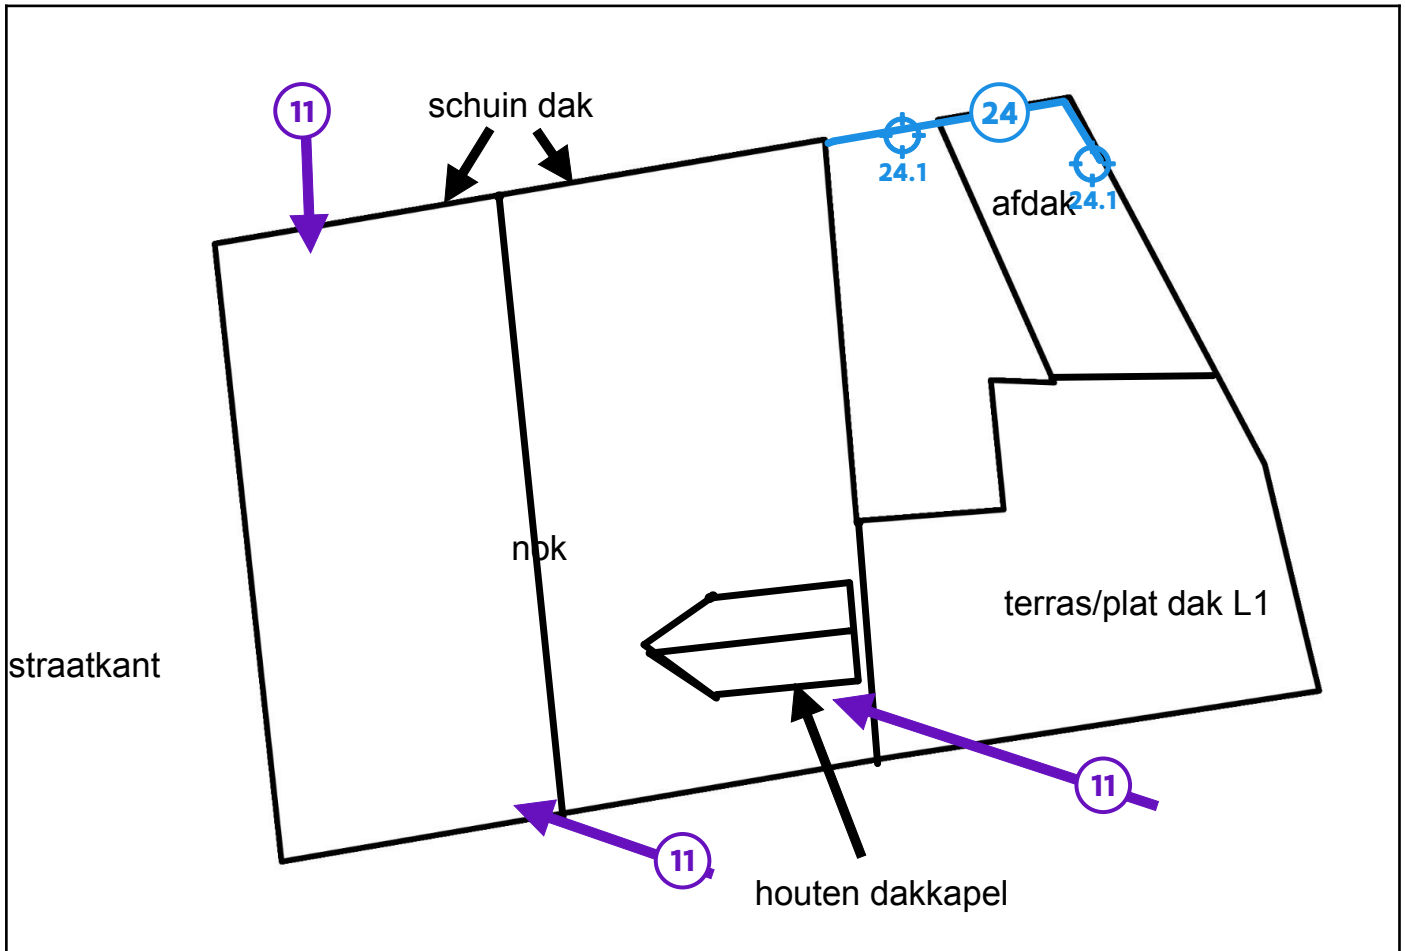 11
schuin dak
24
24.1
24.1
afdak
nok
terras/plat dak L1
straatkant
11
11
houten dakkapel